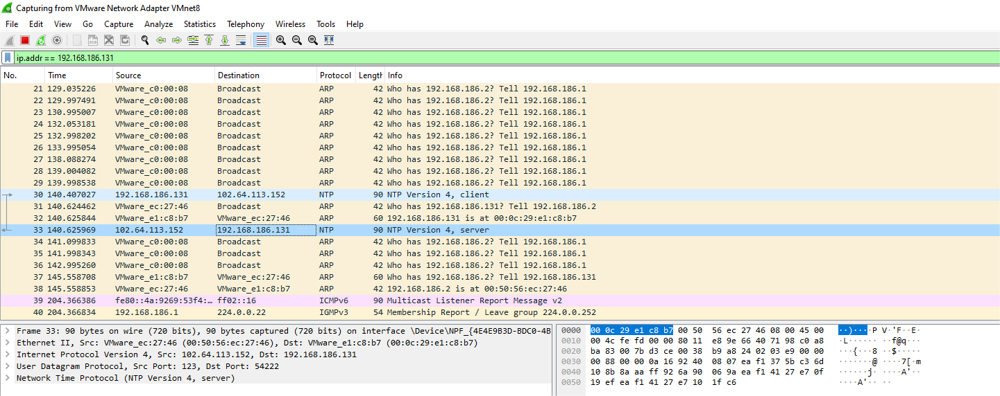 Capturing from VMware Network Adapter VMnet8
File Edit View Go Capture Analyze Statistics Telephony Wireless Tools Help
ip.addr == 192.168.186.131
No. Time Source Destination Protocol Length Info
21 129.035226 VMware_c0:00:08 Broadcast ARP 42 Who has 192.168.186.2? Tell 192.168.186.1
22 129.997491 VMware_c0:00:08 Broadcast ARP 42 Who has 192.168.186.2? Tell 192.168.186.1
23 130.995007 VMware_c0:00:08 Broadcast ARP 42 Who has 192.168.186.2? Tell 192.168.186.1
24 132.053181 VMware_c0:00:08 Broadcast ARP 42 Who has 192.168.186.2? Tell 192.168.186.1
25 132.998202 VMware_c0:00:08 Broadcast ARP 42 Who has 192.168.186.2? Tell 192.168.186.1
26 133.995054 VMware_c0:00:08 Broadcast ARP 42 Who has 192.168.186.2? Tell 192.168.186.1
27 138.088274 VMware_c0:00:08 Broadcast ARP 42 Who has 192.168.186.2? Tell 192.168.186.1
28 139.004082 VMware_c0:00:08 Broadcast ARP 42 Who has 192.168.186.2? Tell 192.168.186.1
29 139.998538 VMware_c0:00:08 Broadcast ARP 42 Who has 192.168.186.2? Tell 192.168.186.1
30 140.407027 192.168.186.131 102.64.113.152 NTP 90 NTP Version 4, client
31 140.624462 VMware_ec:27:46 Broadcast ARP 42 Who has 192.168.186.131? Tell 192.168.186.2
32 140.625844 VMware_e1:c8:b7 VMware_ec:27:46 ARP 60 192.168.186.131 is at 00:0c:29:e1:c8:b7
33 140.625969 102.64.113.152 192.168.186.131 NTP 90 NTP Version 4, server
34 141.099833 VMware_c0:00:08 Broadcast ARP 42 Who has 192.168.186.2? Tell 192.168.186.1
35 141.998343 VMware_c0:00:08 Broadcast ARP 42 Who has 192.168.186.2? Tell 192.168.186.1
36 142.995260 VMware_c0:00:08 Broadcast ARP 42 Who has 192.168.186.2? Tell 192.168.186.1
37 145.558708 VMware_e1:c8:b7 VMware_ec:27:46 ARP 60 Who has 192.168.186.2? Tell 192.168.186.131
38 145.558853 VMware_ec:27:46 VMware_e1:c8:b7 ARP 42 192.168.186.2 is at 00:50:56:ec:27:46
39 204.366386 fe80::4a:9269:53f4:… ff02::16 ICMPv6 90 Multicast Listener Report Message v2
40 204.366834 192.168.186.1 224.0.0.22 IGMPv3 54 Membership Report / Leave group 224.0.0.252
Frame 33: 90 bytes on wire (720 bits), 90 bytes captured (720 bits) on interface \Device\NPF_{4E4E9B3D-BDC0-4B
Ethernet II, Src: VMware_ec:27:46 (00:50:56:ec:27:46), Dst: VMware_e1:c8:b7 (00:0c:29:e1:c8:b7)
Internet Protocol Version 4, Src: 102.64.113.152, Dst: 192.168.186.131
User Datagram Protocol, Src Port: 123, Dst Port: 54222
Network Time Protocol (NTP Version 4, server)
0000 00 0c 29 e1 c8 b7 00 50 56 ec 27 46 08 00 45 00 ··)····P V·'F··E·
0010 00 4c fe fd 00 00 80 11 e8 9e 66 40 71 98 c0 a8 ·L······ ··f@q···
0020 ba 83 00 7b d3 ce 00 38 b9 a8 24 02 03 e9 00 00 ···{···8 ··$·····
0030 00 88 00 00 0a 16 92 40 08 07 ea f1 37 5b c3 6d ·······@ ····7[·m
0040 10 8b 8a aa ff 92 6a 90 06 9a ea f1 41 27 e7 0f ······j· ····A'··
0050 19 ef ea f1 41 27 e7 10 1f c6 ····A'·· ··